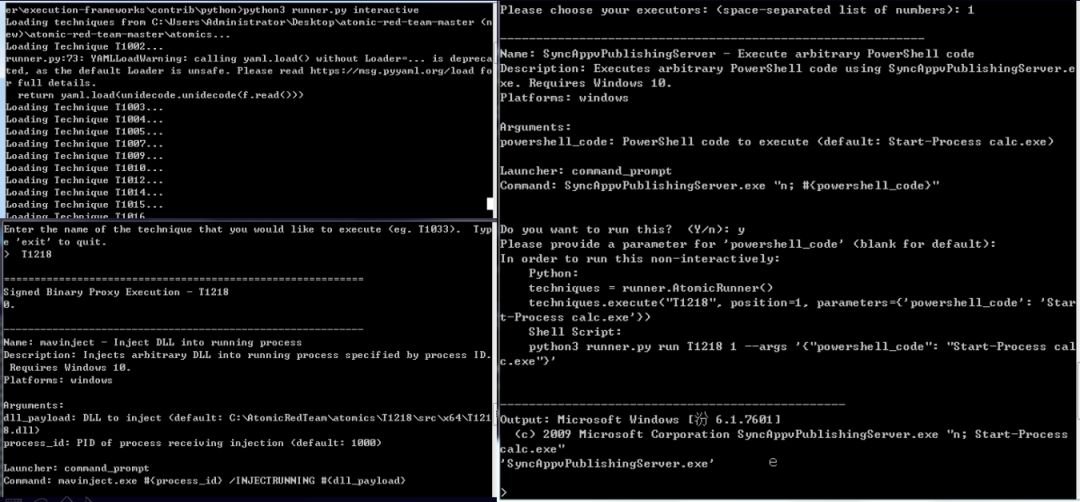 er\execution-frameworks\contrib\python>python3 runner.py interactive
Loading techniques from C:\Users\Administrator\Desktop\atomic-red-team-master (n
ew)\atomic-red-team-master\atomics...
Loading Technique T1002...
runner.py:73: YAMLLoadWarning: calling yaml.load() without Loader=... is depreca
ted, as the default Loader is unsafe. Please read https://msg.pyyaml.org/load fo
r full details.
return yaml.load(unidecode.unidecode(f.read()))
Loading Technique T1003...
Loading Technique T1004...
Loading Technique T1005...
Loading Technique T1007...
Loading Technique T1009...
Loading Technique T1010...
Loading Technique T1012...
Loading Technique T1014...
Loading Technique T1015...
Loading Technique T1016
Enter the name of the technique that you would like to execute (eg. T1033).  Typ
e 'exit' to quit.
>  T1218
===========================================================
Signed Binary Proxy Execution - T1218
0.
-----------------------------------------------------------
Name: mavinject - Inject DLL into running process
Description: Injects arbitrary DLL into running process specified by process ID.
Requires Windows 10.
Platforms: windows
Arguments:
dll_payload: DLL to inject (default: C:\AtomicRedTeam\atomics\T1218\src\x64\T121
8.dll)
process_id: PID of process receiving injection (default: 1000)
Launcher: command_prompt
Command: mavinject.exe #{process_id} /INJECTRUNNING #{dll_payload}
Please choose your executors: (space-separated list of numbers): 1
-----------------------------------------------------------
Name: SyncAppvPublishingServer - Execute arbitrary PowerShell code
Description: Executes arbitrary PowerShell code using SyncAppvPublishingServer.e
xe. Requires Windows 10.
Platforms: windows
Arguments:
powershell_code: PowerShell code to execute (default: Start-Process calc.exe)
Launcher: command_prompt
Command: SyncAppvPublishingServer.exe "n; #{powershell_code}"
Do you want to run this?  (Y/n): y
Please provide a parameter for 'powershell_code' (blank for default):
In order to run this non-interactively:
Python:
techniques = runner.AtomicRunner()
techniques.execute("T1218", position=1, parameters={'powershell_code': 'Star
t-Process calc.exe'})
Shell Script:
python3 runner.py run T1218 1 --args '{"powershell_code": "Start-Process cal
c.exe"}'
-----------------------------------------------------------
Output: Microsoft Windows [ 6.1.7601]
(c) 2009 Microsoft Corporation SyncAppvPublishingServer.exe "n; Start-Process
calc.exe"
'SyncAppvPublishingServer.exe' e
>